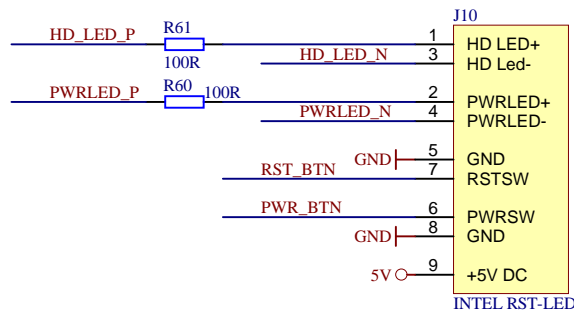 J10
R61
HD_LED_P
100R
1 HD LED+
HD_LED_N 3 HD Led-
R60
PWRLED_P 100R
2 PWRLED+
PWRLED_N 4 PWRLED-
GND 5 GND
RST_BTN 7 RSTSW
PWR_BTN 6 PWRSW
GND 8 GND
5V 9 +5V DC
INTEL RST-LED